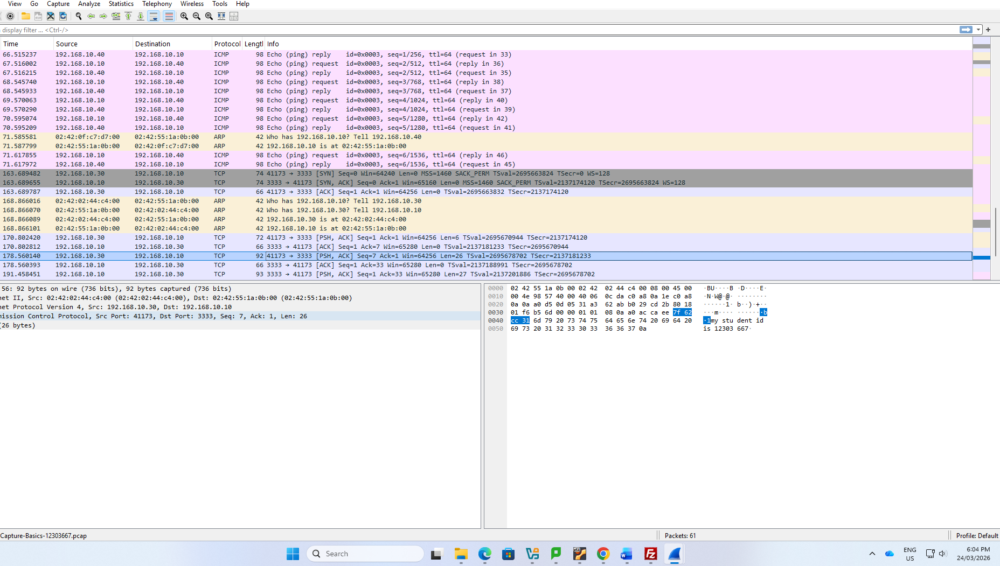 View Go Capture Analyze Statistics Telephony Wireless Tools Help
display filter ... <Ctrl-/>
Time Source Destination Protocol Lengtl Info
66.515237 192.168.10.40 192.168.10.10 ICMP 98 Echo (ping) reply id=0x0003, seq=1/256, ttl=64 (request in 33)
67.516002 192.168.10.10 192.168.10.40 ICMP 98 Echo (ping) request id=0x0003, seq=2/512, ttl=64 (reply in 36)
67.516215 192.168.10.40 192.168.10.10 ICMP 98 Echo (ping) reply id=0x0003, seq=2/512, ttl=64 (request in 35)
68.545740 192.168.10.10 192.168.10.40 ICMP 98 Echo (ping) request id=0x0003, seq=3/768, ttl=64 (reply in 38)
68.545933 192.168.10.40 192.168.10.10 ICMP 98 Echo (ping) reply id=0x0003, seq=3/768, ttl=64 (request in 37)
69.570063 192.168.10.10 192.168.10.40 ICMP 98 Echo (ping) request id=0x0003, seq=4/1024, ttl=64 (reply in 40)
69.570290 192.168.10.40 192.168.10.10 ICMP 98 Echo (ping) reply id=0x0003, seq=4/1024, ttl=64 (request in 39)
70.595074 192.168.10.10 192.168.10.40 ICMP 98 Echo (ping) request id=0x0003, seq=5/1280, ttl=64 (reply in 42)
70.595209 192.168.10.40 192.168.10.10 ICMP 98 Echo (ping) reply id=0x0003, seq=5/1280, ttl=64 (request in 41)
71.585581 02:42:0f:c7:d7:00 02:42:55:1a:0b:00 ARP 42 Who has 192.168.10.10? Tell 192.168.10.40
71.587799 02:42:55:1a:0b:00 02:42:0f:c7:d7:00 ARP 42 192.168.10.10 is at 02:42:55:1a:0b:00
71.617855 192.168.10.10 192.168.10.40 ICMP 98 Echo (ping) request id=0x0003, seq=6/1536, ttl=64 (reply in 46)
71.617972 192.168.10.40 192.168.10.10 ICMP 98 Echo (ping) reply id=0x0003, seq=6/1536, ttl=64 (request in 45)
163.689482 192.168.10.30 192.168.10.10 TCP 74 41173 → 3333 [SYN] Seq=0 Win=64240 Len=0 MSS=1460 SACK_PERM TSval=2695663824 TSecr=0 WS=128
163.689655 192.168.10.10 192.168.10.30 TCP 74 3333 → 41173 [SYN, ACK] Seq=0 Ack=1 Win=65160 Len=0 MSS=1460 SACK_PERM TSval=2137174120 TSecr=2695663824 WS=128
163.689787 192.168.10.30 192.168.10.10 TCP 66 41173 → 3333 [ACK] Seq=1 Ack=1 Win=64256 Len=0 TSval=2695663832 TSecr=2137174120
168.866016 02:42:02:44:c4:00 02:42:55:1a:0b:00 ARP 42 Who has 192.168.10.10? Tell 192.168.10.30
168.866070 02:42:55:1a:0b:00 02:42:02:44:c4:00 ARP 42 Who has 192.168.10.30? Tell 192.168.10.10
168.866089 02:42:02:44:c4:00 02:42:55:1a:0b:00 ARP 42 192.168.10.30 is at 02:42:02:44:c4:00
168.866101 02:42:55:1a:0b:00 02:42:02:44:c4:00 ARP 42 192.168.10.10 is at 02:42:55:1a:0b:00
170.802420 192.168.10.30 192.168.10.10 TCP 72 41173 → 3333 [PSH, ACK] Seq=1 Ack=1 Win=64256 Len=6 TSval=2695670944 TSecr=2137174120
170.802812 192.168.10.10 192.168.10.30 TCP 66 3333 → 41173 [ACK] Seq=1 Ack=7 Win=65280 Len=0 TSval=2137181233 TSecr=2695670944
178.560140 192.168.10.30 192.168.10.10 TCP 92 41173 → 3333 [PSH, ACK] Seq=7 Ack=1 Win=64256 Len=26 TSval=2695678702 TSecr=2137181233
178.560393 192.168.10.10 192.168.10.30 TCP 66 3333 → 41173 [ACK] Seq=1 Ack=33 Win=65280 Len=0 TSval=2137188991 TSecr=2695678702
191.458451 192.168.10.10 192.168.10.30 TCP 93 3333 → 41173 [PSH, ACK] Seq=1 Ack=33 Win=65280 Len=27 TSval=2137201886 TSecr=2695678702
56: 92 bytes on wire (736 bits), 92 bytes captured (736 bits)
net II, Src: 02:42:02:44:c4:00 (02:42:02:44:c4:00), Dst: 02:42:55:1a:0b:00 (02:42:55:1a:0b:00)
net Protocol Version 4, Src: 192.168.10.30, Dst: 192.168.10.10
mission Control Protocol, Src Port: 41173, Dst Port: 3333, Seq: 7, Ack: 1, Len: 26
(26 bytes)
0000 02 42 55 1a 0b 00 02 42 02 44 c4 00 08 00 45 00 ·BU····B ·D····E·
0010 00 4e 98 57 40 00 40 06 0c da c0 a8 0a 1e c0 a8 ·N·W@·@· ········
0020 0a 0a a0 d5 0d 05 31 a3 62 ab b0 29 cd 2b 80 18 ······1· b··)·+··
0030 01 f6 b5 6d 00 00 01 01 08 0a a0 ac ca ee 7f 62 ···m···· ·······b
0040 cc 31 6d 79 20 73 74 75 64 65 6e 74 20 69 64 20 ·1my stu dent id
0050 69 73 20 31 32 33 30 33 36 36 37 0a is 12303 667·
Capture-Basics-12303667.pcap
Packets: 61
Profile: Default
Search
ENG
US
6:04 PM
24/03/2026